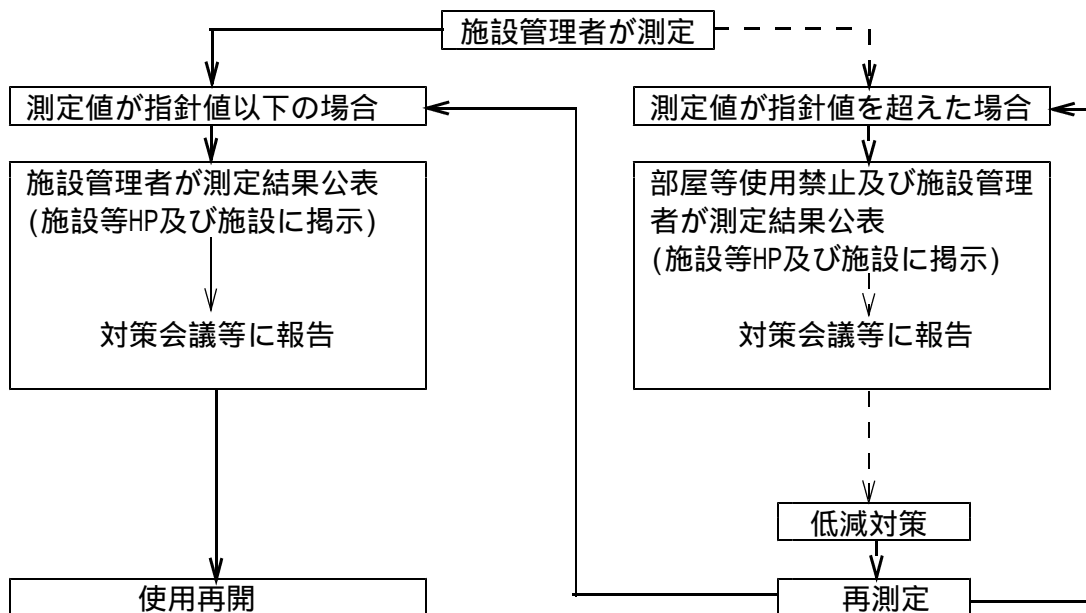 施設管理者が測定
測定値が指針値以下の場合
測定値が指針値を超えた場合
施設管理者が測定結果公表
(施設等HP及び施設に掲示)
対策会議等に報告
部屋等使用禁止及び施設管理
者が測定結果公表
(施設等HP及び施設に掲示)
対策会議等に報告
低減対策
使用再開
再測定